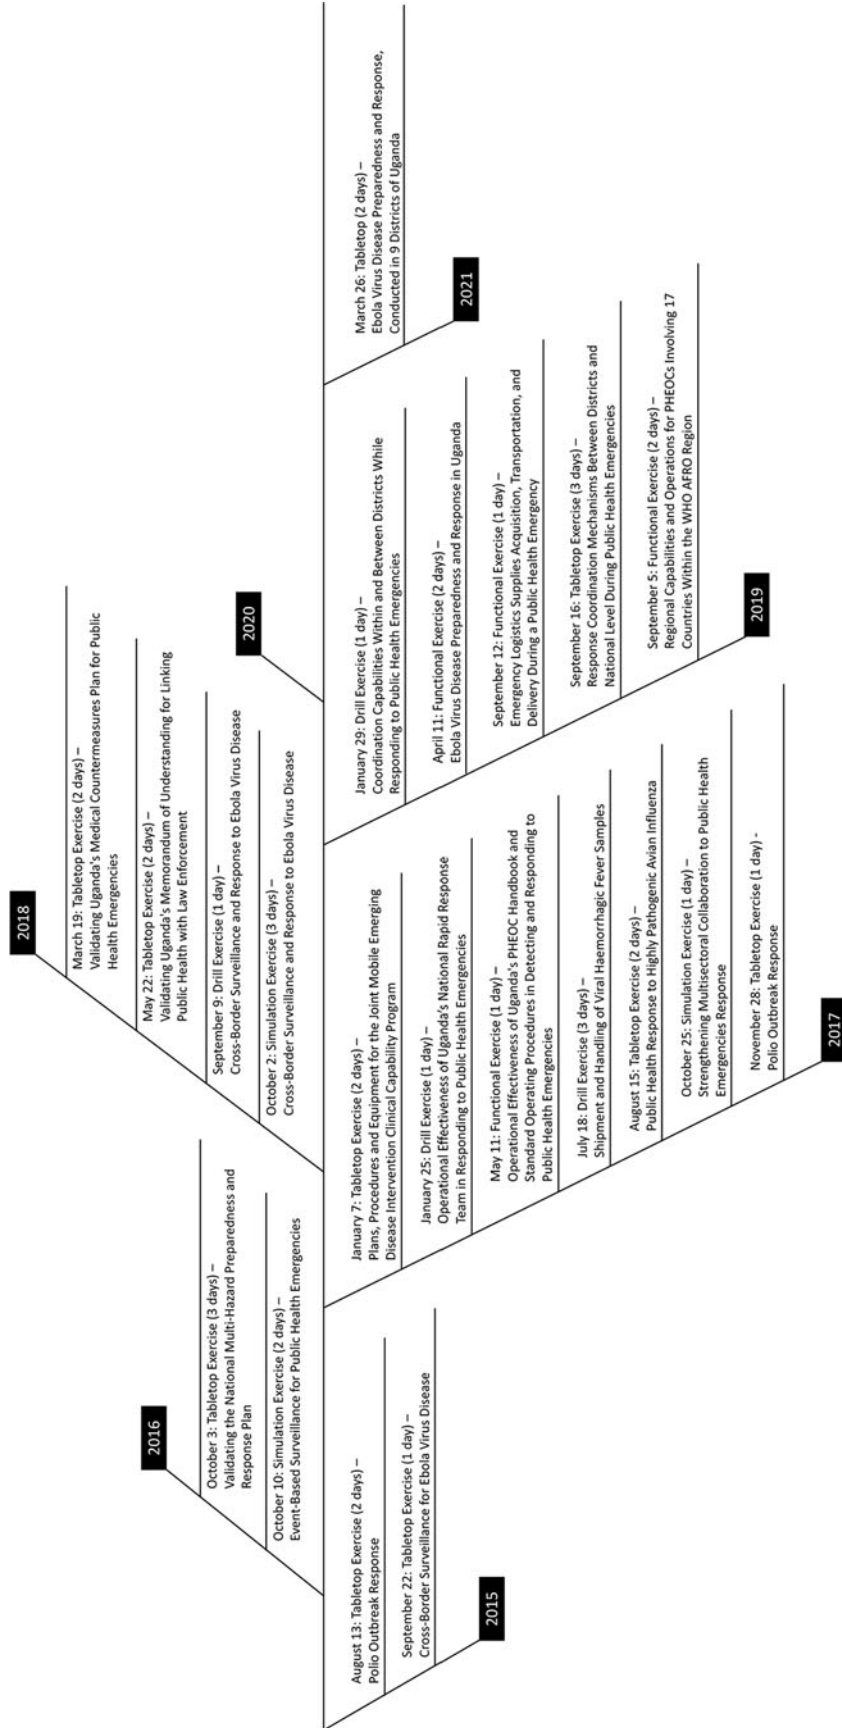 2015
August 13: Tabletop Exercise (2 days) –
Polio Outbreak Response
September 22: Tabletop Exercise (1 day) –
Cross-Border Surveillance for Ebola Virus Disease
2016
October 3: Tabletop Exercise (3 days) –
Validating the National Multi-Hazard Preparedness and
Response Plan
October 10: Simulation Exercise (2 days) –
Event-Based Surveillance for Public Health Emergencies
2017
January 7: Tabletop Exercise (2 days) –
Plans, Procedures and Equipment for the Joint Mobile Emerging
Disease Intervention Clinical Capability Program
January 25: Drill Exercise (1 day) –
Operational Effectiveness of Uganda's National Rapid Response
Team in Responding to Public Health Emergencies
May 11: Functional Exercise (1 day) –
Operational Effectiveness of Uganda's PHEOC Handbook and
Standard Operating Procedures in Detecting and Responding to
Public Health Emergencies
July 18: Drill Exercise (3 days) –
Shipment and Handling of Viral Haemorrhagic Fever Samples
August 15: Tabletop Exercise (2 days) –
Public Health Response to Highly Pathogenic Avian Influenza
October 25: Simulation Exercise (1 day) –
Strengthening Multisectoral Collaboration to Public Health
Emergencies Response
November 28: Tabletop Exercise (1 day) -
Polio Outbreak Response
2018
March 19: Tabletop Exercise (2 days) –
Validating Uganda's Medical Countermeasures Plan for Public
Health Emergencies
May 22: Tabletop Exercise (2 days) –
Validating Uganda's Memorandum of Understanding for Linking
Public Health with Law Enforcement
September 9: Drill Exercise (1 day) –
Cross-Border Surveillance and Response to Ebola Virus Disease
October 2: Simulation Exercise (3 days) –
Cross-Border Surveillance and Response to Ebola Virus Disease
2019
January 29: Drill Exercise (1 day) –
Coordination Capabilities Within and Between Districts While
Responding to Public Health Emergencies
April 11: Functional Exercise (2 days) –
Ebola Virus Disease Preparedness and Response in Uganda
September 12: Functional Exercise (1 day) –
Emergency Logistics Supplies Acquisition, Transportation, and
Delivery During a Public Health Emergency
September 16: Tabletop Exercise (3 days) –
Response Coordination Mechanisms Between Districts and
National Level During Public Health Emergencies
September 5: Functional Exercise (2 days) –
Regional Capabilities and Operations for PHEOCs Involving 17
Countries Within the WHO AFRO Region
2020
2021
March 26: Tabletop (2 days) –
Ebola Virus Disease Preparedness and Response,
Conducted in 9 Districts of Uganda